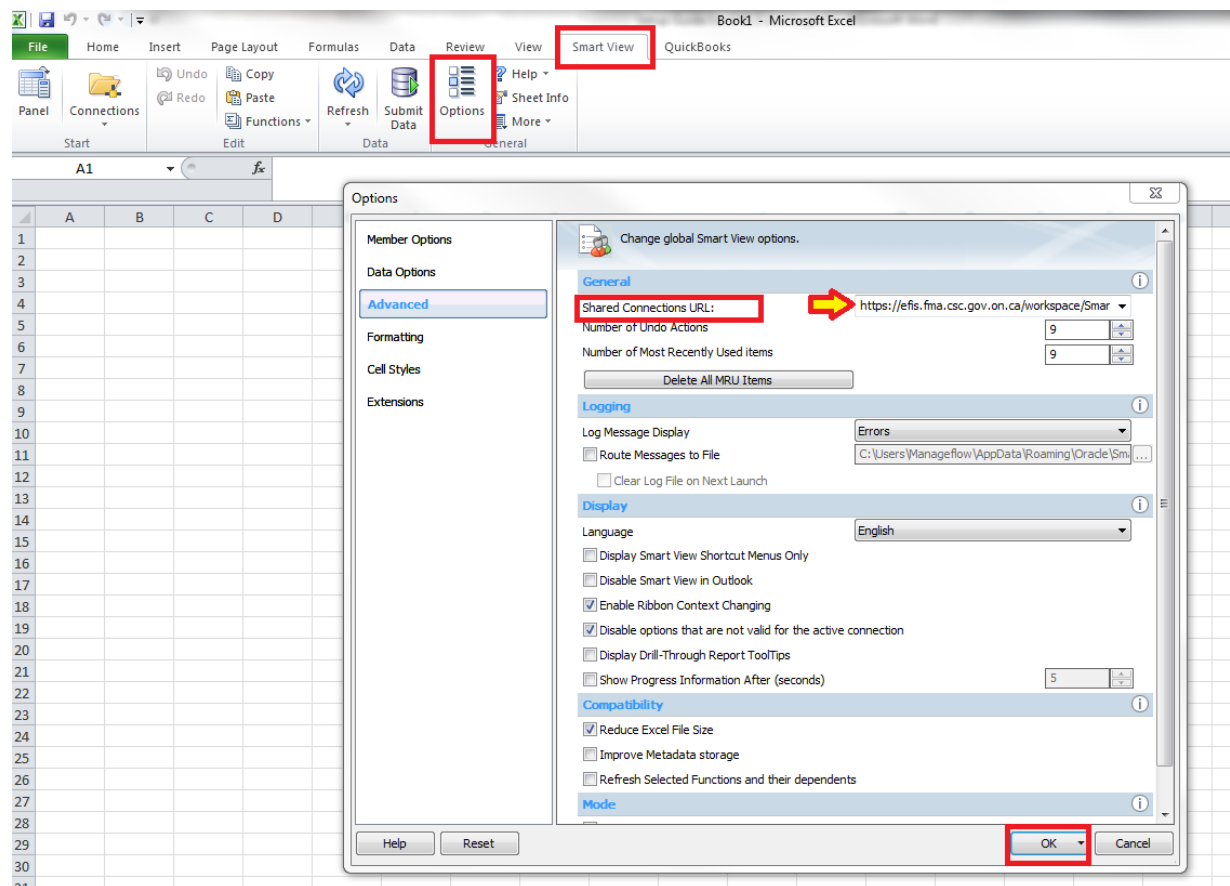 Book1 - Microsoft Excel
File Home Insert Page Layout Formulas Data Review View Smart View QuickBooks
Panel Connections Undo Redo Copy Paste Functions Refresh Submit Data Options Help Sheet Info More
Start Edit Data General
A1 fx
A B C D
Options
Member Options
Data Options
Advanced
Formatting
Cell Styles
Extensions
Change global Smart View options.
General
Shared Connections URL: https://efis.fma.csc.gov.on.ca/workspace/Smar
Number of Undo Actions 9
Number of Most Recently Used items 9
Delete All MRU Items
Logging
Log Message Display Errors
Route Messages to File C:\Users\Manageflow\AppData\Roaming\Oracle\Sm ...
Clear Log File on Next Launch
Display
Language English
Display Smart View Shortcut Menus Only
Disable Smart View in Outlook
Enable Ribbon Context Changing
Disable options that are not valid for the active connection
Display Drill-Through Report ToolTips
Show Progress Information After (seconds) 5
Compatibility
Reduce Excel File Size
Improve Metadata storage
Refresh Selected Functions and their dependents
Mode
Help Reset OK Cancel
1
2
3
4
5
6
7
8
9
10
11
12
13
14
15
16
17
18
19
20
21
22
23
24
25
26
27
28
29
30